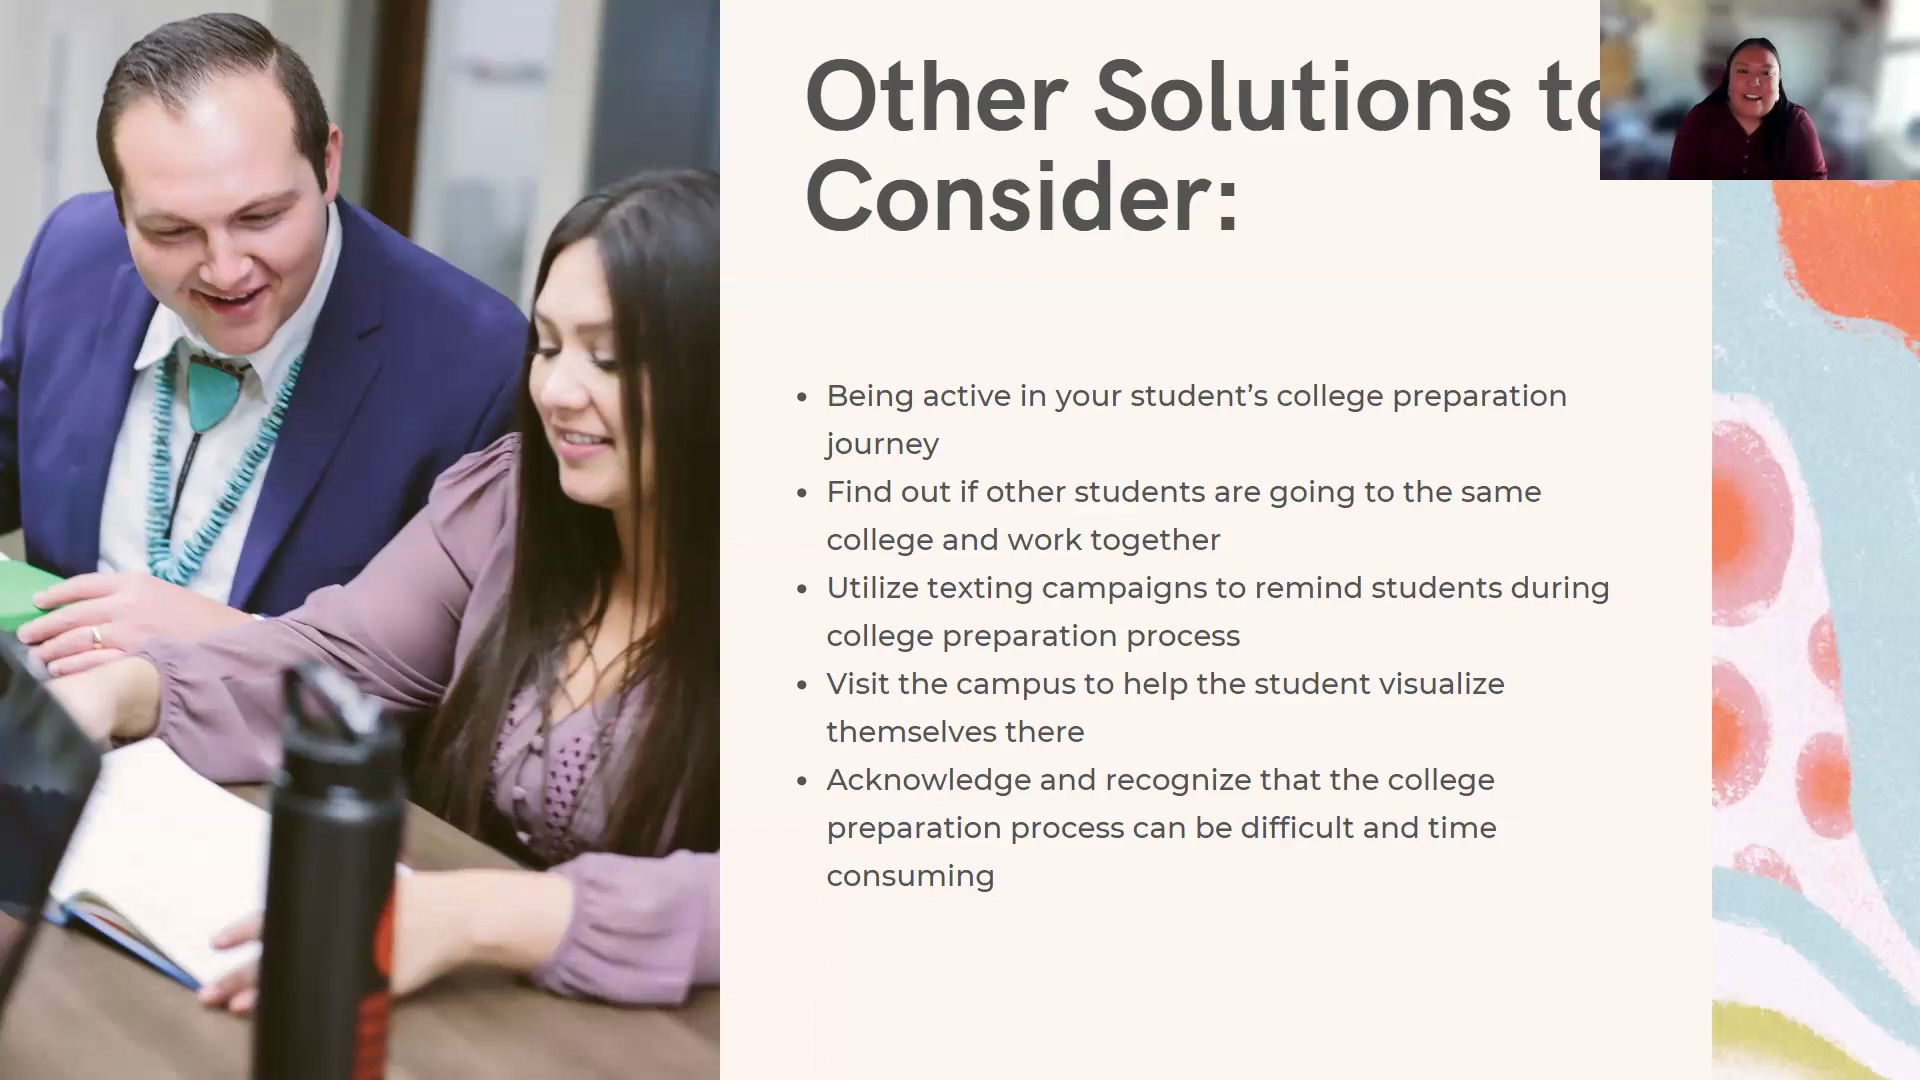 Other Solutions to
Consider:
• Being active in your student’s college preparation
journey
• Find out if other students are going to the same
college and work together
• Utilize texting campaigns to remind students during
college preparation process
• Visit the campus to help the student visualize
themselves there
• Acknowledge and recognize that the college
preparation process can be difficult and time
consuming